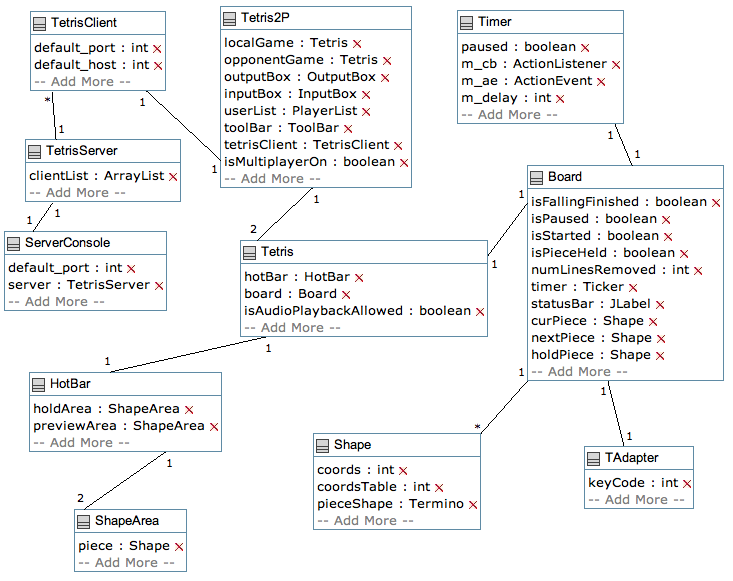 TetrisClient
default_port : int
default_host : int
-- Add More --
*
1
1
1
Tetris2P
localGame : Tetris
opponentGame : Tetris
outputBox : OutputBox
inputBox : InputBox
userList : PlayerList
toolBar : ToolBar
tetrisClient : TetrisClient
isMultiplayerOn : boolean
-- Add More --
1
2
Timer
paused : boolean
m_cb : ActionListener
m_ae : ActionEvent
m_delay : int
-- Add More --
1
1
TetrisServer
clientList : ArrayList
-- Add More --
1
1
ServerConsole
default_port : int
server : TetrisServer
-- Add More --
Tetris
hotBar : HotBar
board : Board
isAudioPlaybackAllowed : boolean
-- Add More --
1
1
1
1
Board
isFallingFinished : boolean
isPaused : boolean
isStarted : boolean
isPieceHeld : boolean
numLinesRemoved : int
timer : Ticker
statusBar : JLabel
curPiece : Shape
nextPiece : Shape
holdPiece : Shape
-- Add More --
1
*
1
1
HotBar
holdArea : ShapeArea
previewArea : ShapeArea
-- Add More --
1
2
ShapeArea
piece : Shape
-- Add More --
Shape
coords : int
coordsTable : int
pieceShape : Termino
-- Add More --
TAdapter
keyCode : int
-- Add More --